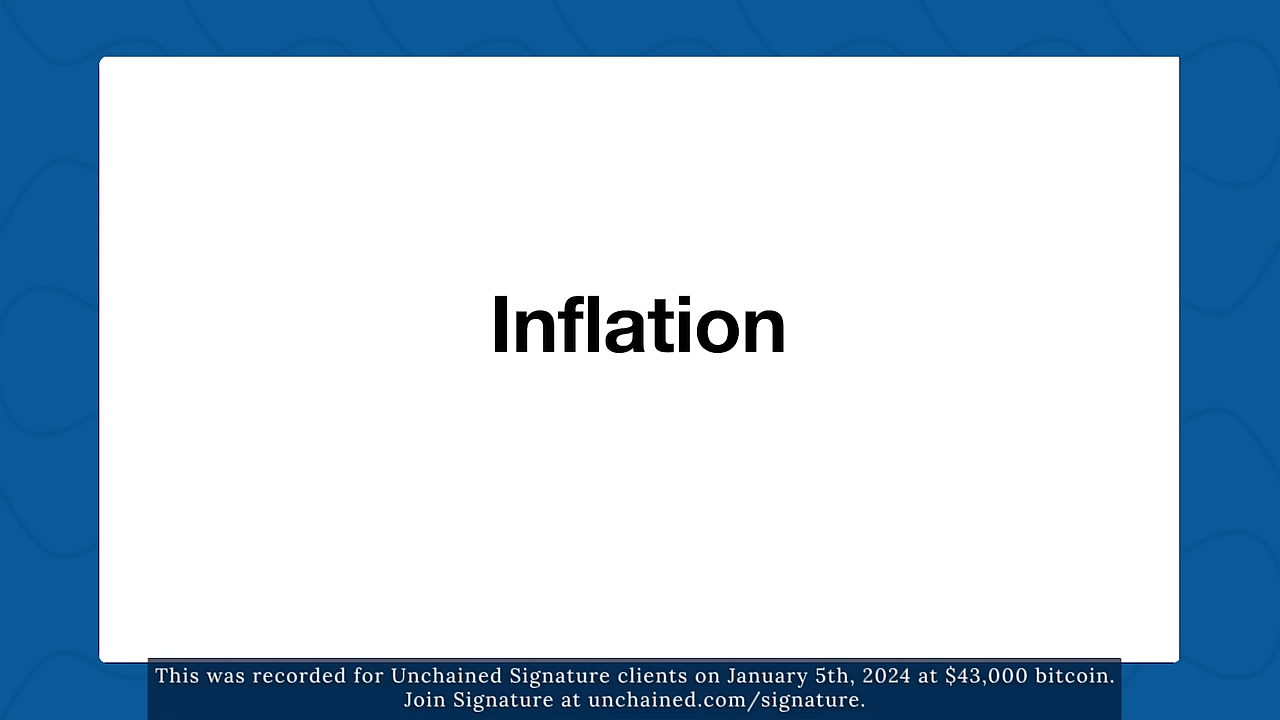 Inflation
This was recorded for Unchained Signature clients on January 5th, 2024 at $43,000 bitcoin.
Join Signature at unchained.com/signature.